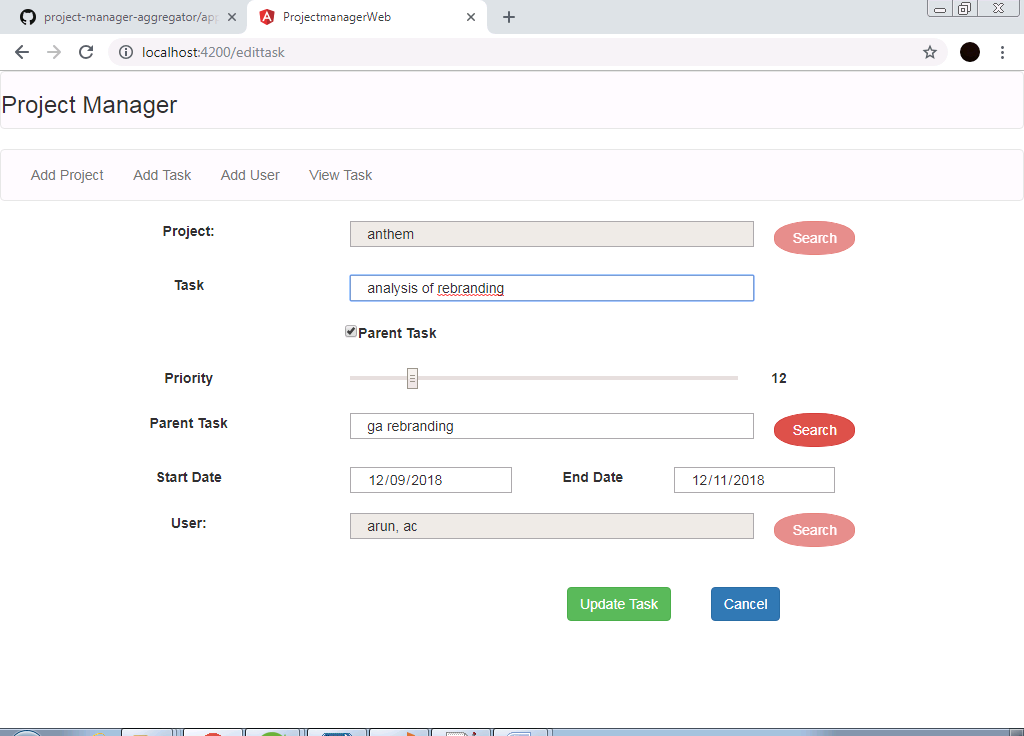 project-manager-aggregator/app
ProjectmanagerWeb
localhost:4200/edittask
Project Manager
Add Project Add Task Add User View Task
Project: anthem Search
Task analysis of rebranding
Parent Task
Priority 12
Parent Task ga rebranding Search
Start Date 12/09/2018 End Date 12/11/2018
User: arun, ac Search
Update Task Cancel